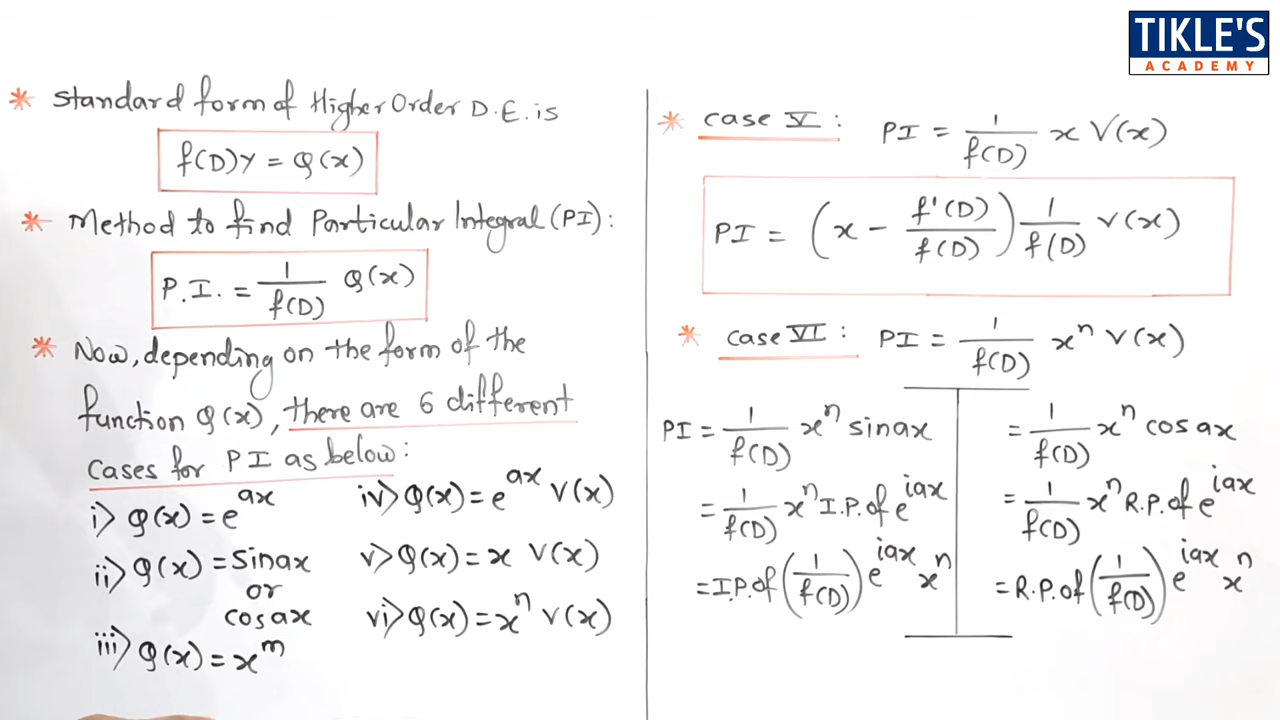 TIKLE'S
ACADEMY
* Standard form of Higher Order D.E. is
f(D)y = Q(x)
* Method to find Particular Integral (PI):
P.I. = 1/f(D) Q(x)
* Now, depending on the form of the
function Q(x), there are 6 different
cases for PI as below:
i> Q(x) = e^ax
ii> Q(x) = sinax
or
cosax
iii> Q(x) = x^m
iv> Q(x) = e^ax V(x)
v> Q(x) = x V(x)
vi> Q(x) = x^n V(x)
* case V : PI = 1/f(D) x V(x)
PI = (x - f'(D)/f(D)) 1/f(D) V(x)
* case VI : PI = 1/f(D) x^n V(x)
PI = 1/f(D) x^n sinax
= 1/f(D) x^n I.P. of e^iax
= I.P. of (1/f(D)) e^iax x^n
= 1/f(D) x^n cosax
= 1/f(D) x^n R.P. of e^iax
= R.P. of (1/f(D)) e^iax x^n